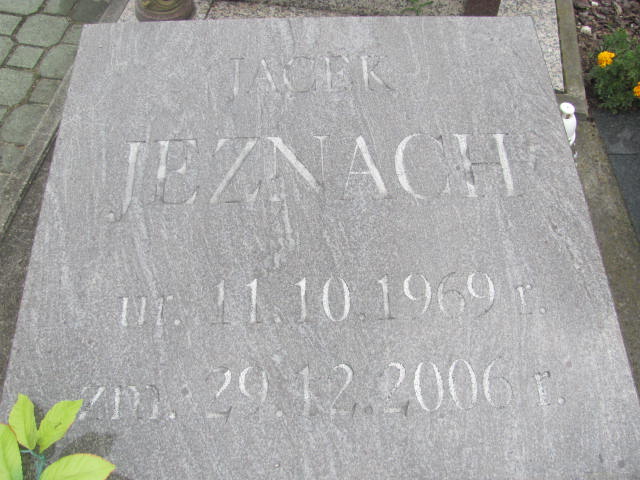 JACEK
JEZNACH
ur. 11.10.1969 r.
zm. 29.12.2006 r.